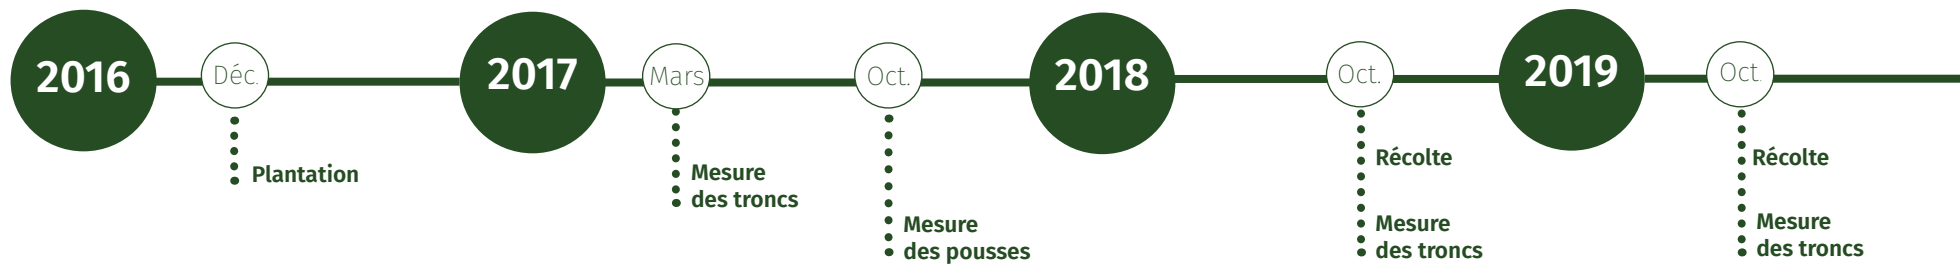 2016
Déc.
Plantation
2017
Mars
Mesure
des troncs
Oct.
Mesure
des pousses
2018
Oct.
Récolte
Mesure
des troncs
2019
Oct.
Récolte
Mesure
des troncs